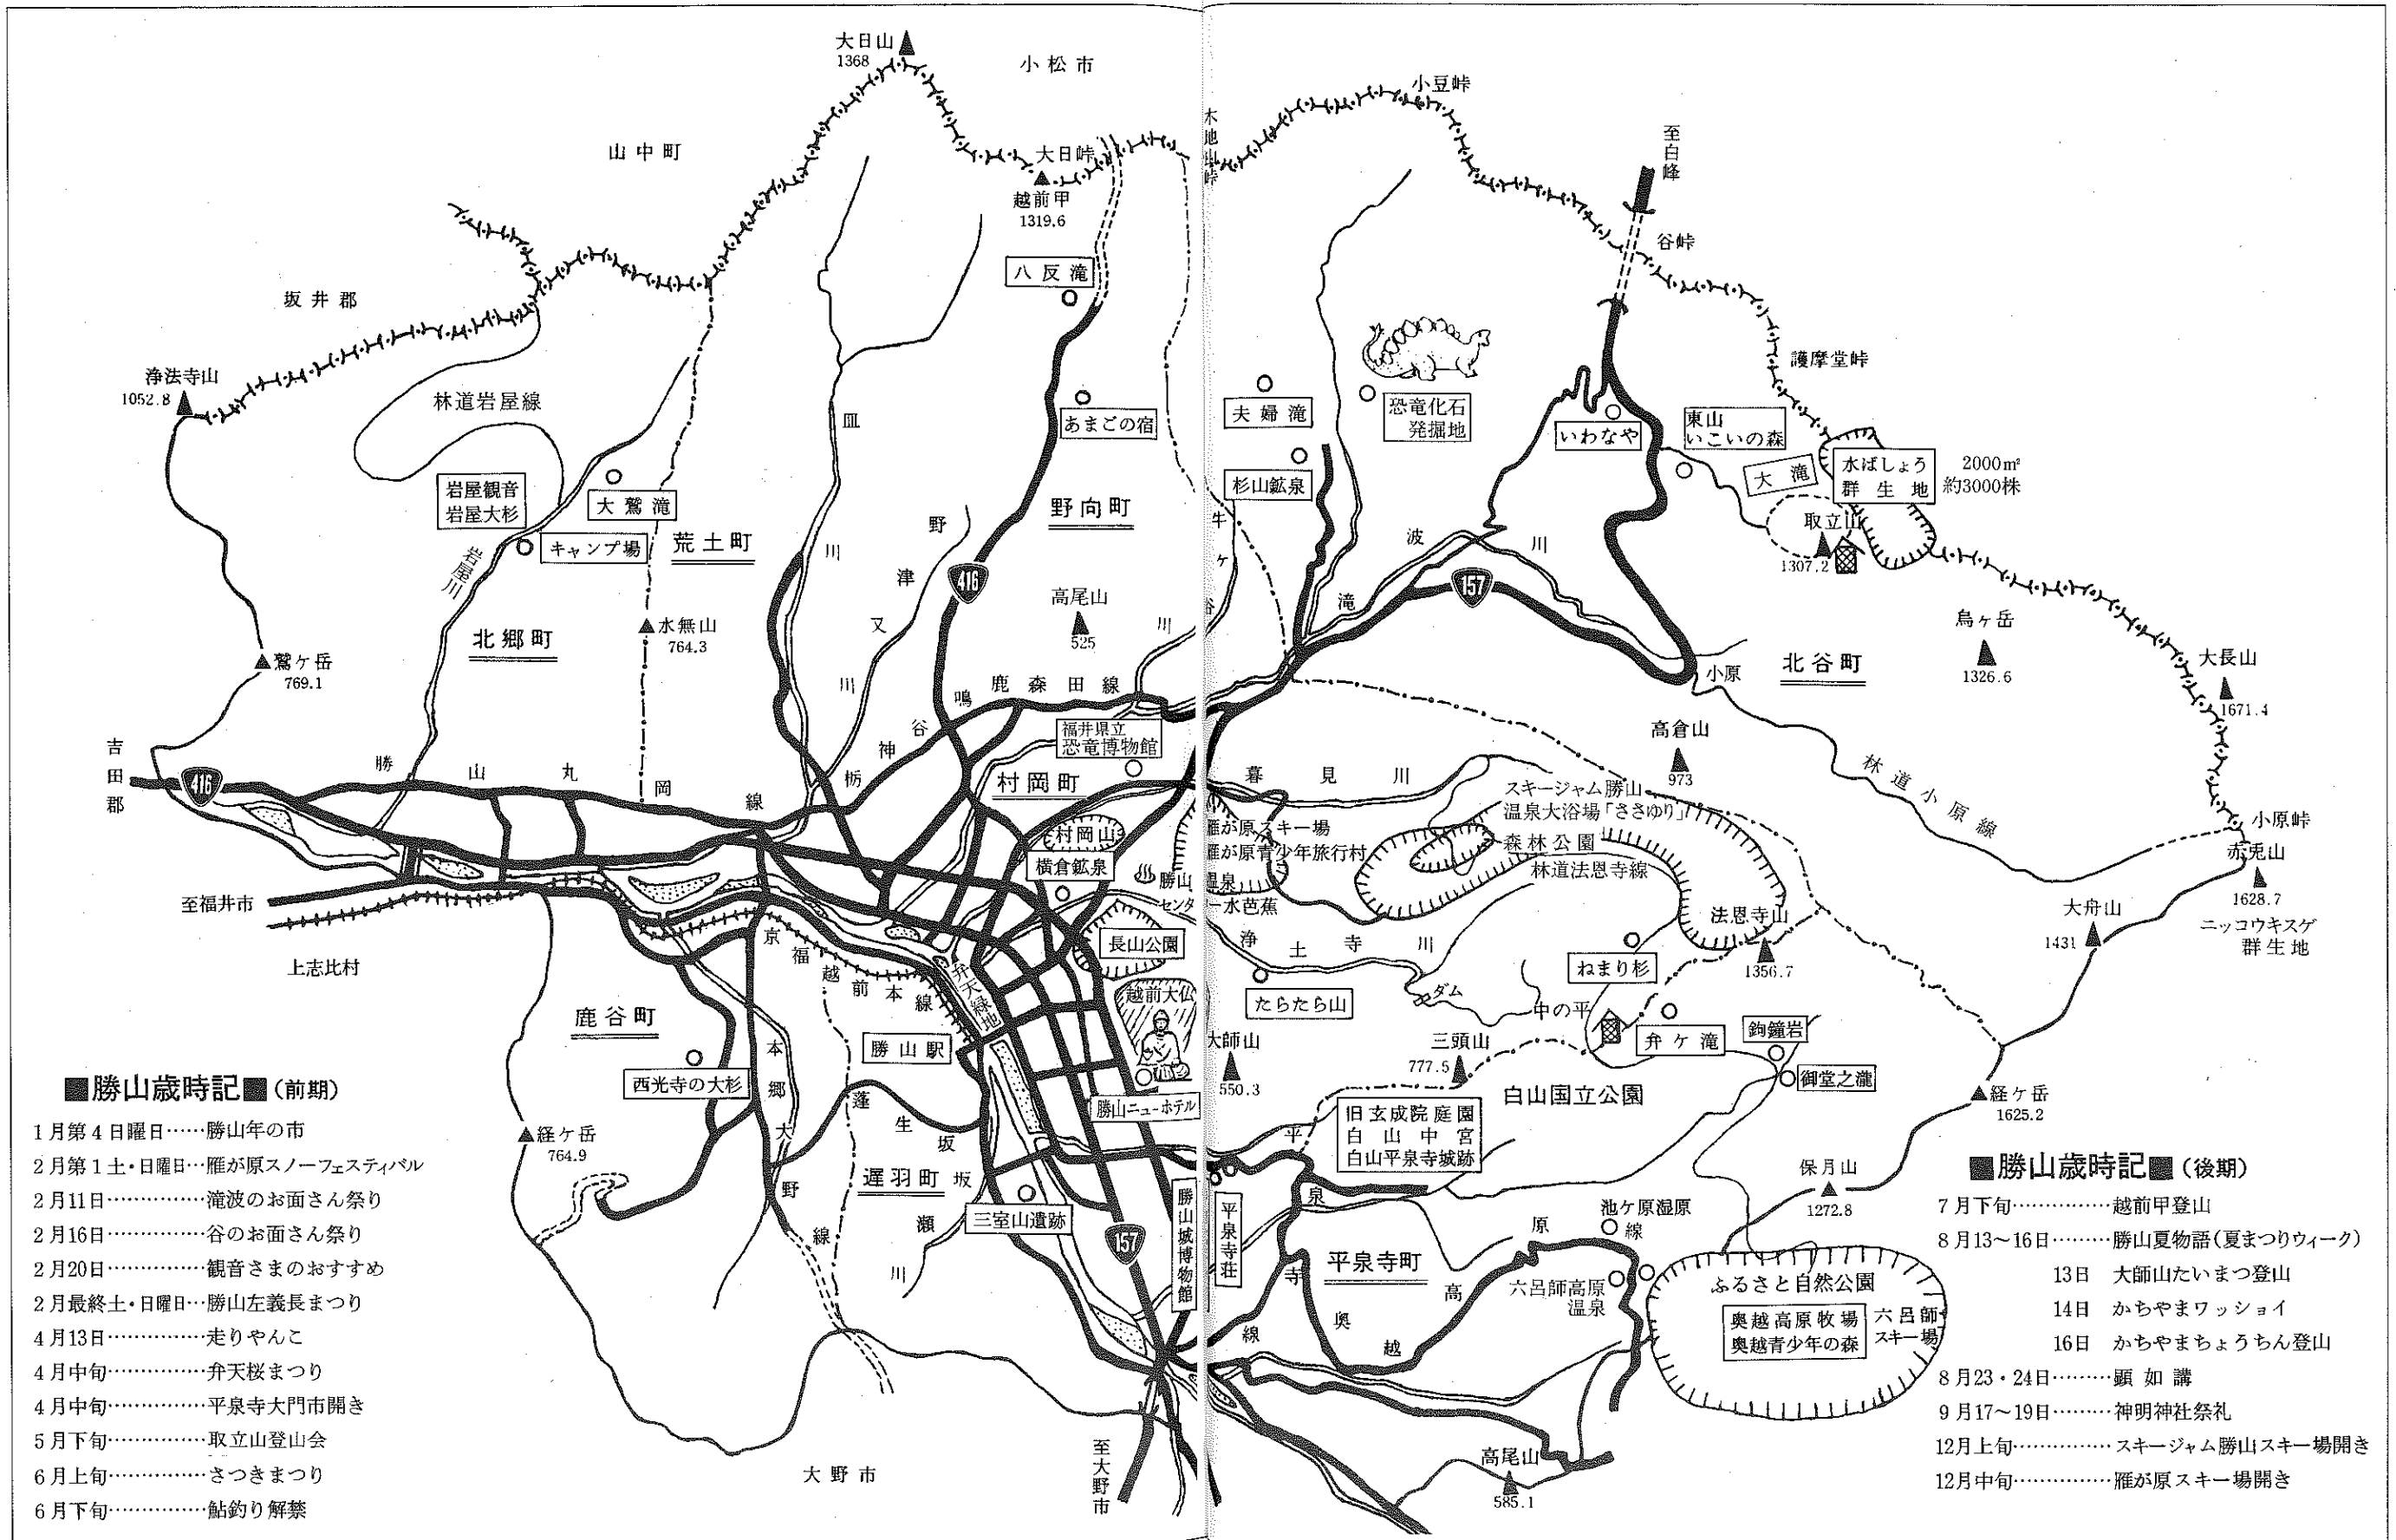 大日山
1368
小松市
小豆峠
木地山峠
至白峰
山中町
大日峠
越前甲
1319.6
谷峠
八反滝
坂井郡
護摩堂峠
浄法寺山
1052.8
林道岩屋線
皿川
あまごの宿
夫婦滝
恐竜化石
発掘地
いわなや
東山
いこいの森
大滝
水ばしょう
群生地
2000㎡
約3000株
取立山
1307.2
岩屋観音
岩屋大杉
大鷲滝
キャンプ場
岩屋川
荒土町
野津又川
野向町
杉山鉱泉
牛ヶ谷川
滝波川
416
157
高尾山
525
北郷町
水無山
764.3
鷲ヶ岳
769.1
烏ヶ岳
1326.6
大長山
1671.4
小原
北谷町
栃神谷鳴鹿森田線
福井県立
恐竜博物館
高倉山
973
吉田郡
416
勝山丸岡線
村岡町
暮見川
スキージャム勝山
温泉大浴場「ささゆり」
林道小原線
村岡山
雁が原スキー場
雁が原青少年旅行村
森林公園
林道法恩寺線
小原峠
赤兎山
1628.7
ニッコウキスゲ
群生地
横倉鉱泉
勝山温泉
センター水芭蕉
至福井市
法恩寺山
1356.7
大舟山
1431
長山公園
浄土寺川
上志比村
京福越前本線
弁天緑地
越前大仏
たらたら山
ダム
ねまり杉
中の平
鹿谷町
勝山駅
大師山
550.3
三頭山
777.5
弁ヶ滝
鉤鐘岩
御堂之瀧
西光寺の大杉
本郷大野線
蓬生坂
勝山ニューホテル
白山国立公園
経ヶ岳
1625.2
旧玄成院庭園
白山中宮
白山平泉寺城跡
経ヶ岳
764.9
遅羽町
坂
瀬
川
三室山遺跡
157
勝山城博物館
平泉寺荘
平泉寺線
平泉寺町
保月山
1272.8
池ヶ原湿原
奥越高原線
六呂師高原
温泉
ふるさと自然公園
奥越高原牧場
奥越青少年の森
六呂師
スキー場
大野市
至大野市
高尾山
585.1
■勝山歳時記■(前期)
1月第4日曜日……勝山年の市
2月第1土・日曜日…雁が原スノーフェスティバル
2月11日……………滝波のお面さん祭り
2月16日……………谷のお面さん祭り
2月20日……………観音さまのおすすめ
2月最終土・日曜日…勝山左義長まつり
4月13日……………走りやんこ
4月中旬……………弁天桜まつり
4月中旬……………平泉寺大門市開き
5月下旬……………取立山登山会
6月上旬……………さつきまつり
6月下旬……………鮎釣り解禁
■勝山歳時記■(後期)
7月下旬……………越前甲登山
8月13〜16日………勝山夏物語(夏まつりウィーク)
13日 大師山たいまつ登山
14日 かちやまワッショイ
16日 かちやまちょうちん登山
8月23・24日………顕如講
9月17〜19日………神明神社祭礼
12月上旬……………スキージャム勝山スキー場開き
12月中旬……………雁が原スキー場開き